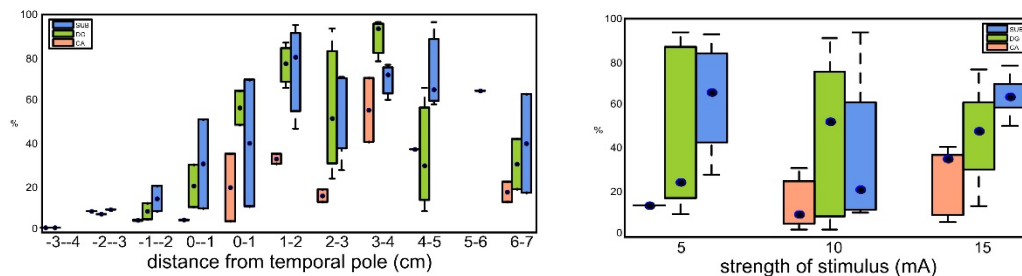 100
80
60
%
40
20
0
SUB
DG
CA
-3--4 -2--3 -1--2 0--1 0-1 1-2 2-3 3-4 4-5 5-6 6-7
distance from temporal pole (cm)
100
80
60
%
40
20
0
SUB
DG
CA
5 10 15
strength of stimulus (mA)